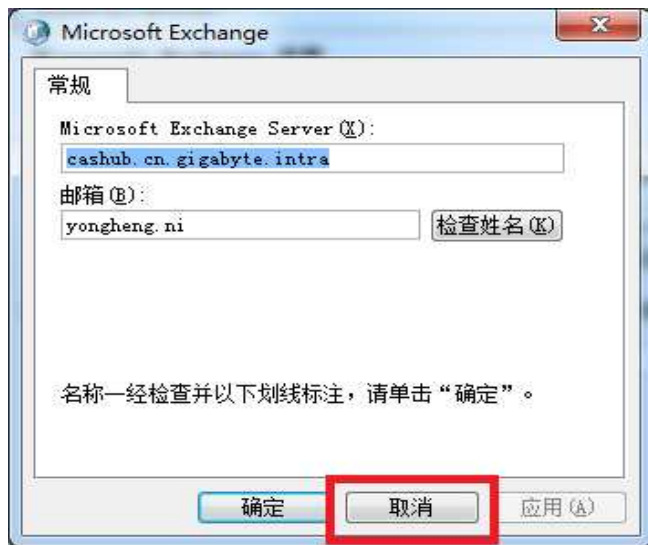 Microsoft Exchange
常规
Microsoft Exchange Server(X):
cashub.cn.gigabyte.intra
邮箱(B):
yongheng.ni
检查姓名(K)
名称一经检查并以下划线标注，请单击“确定”。
确定
取消
应用(A)